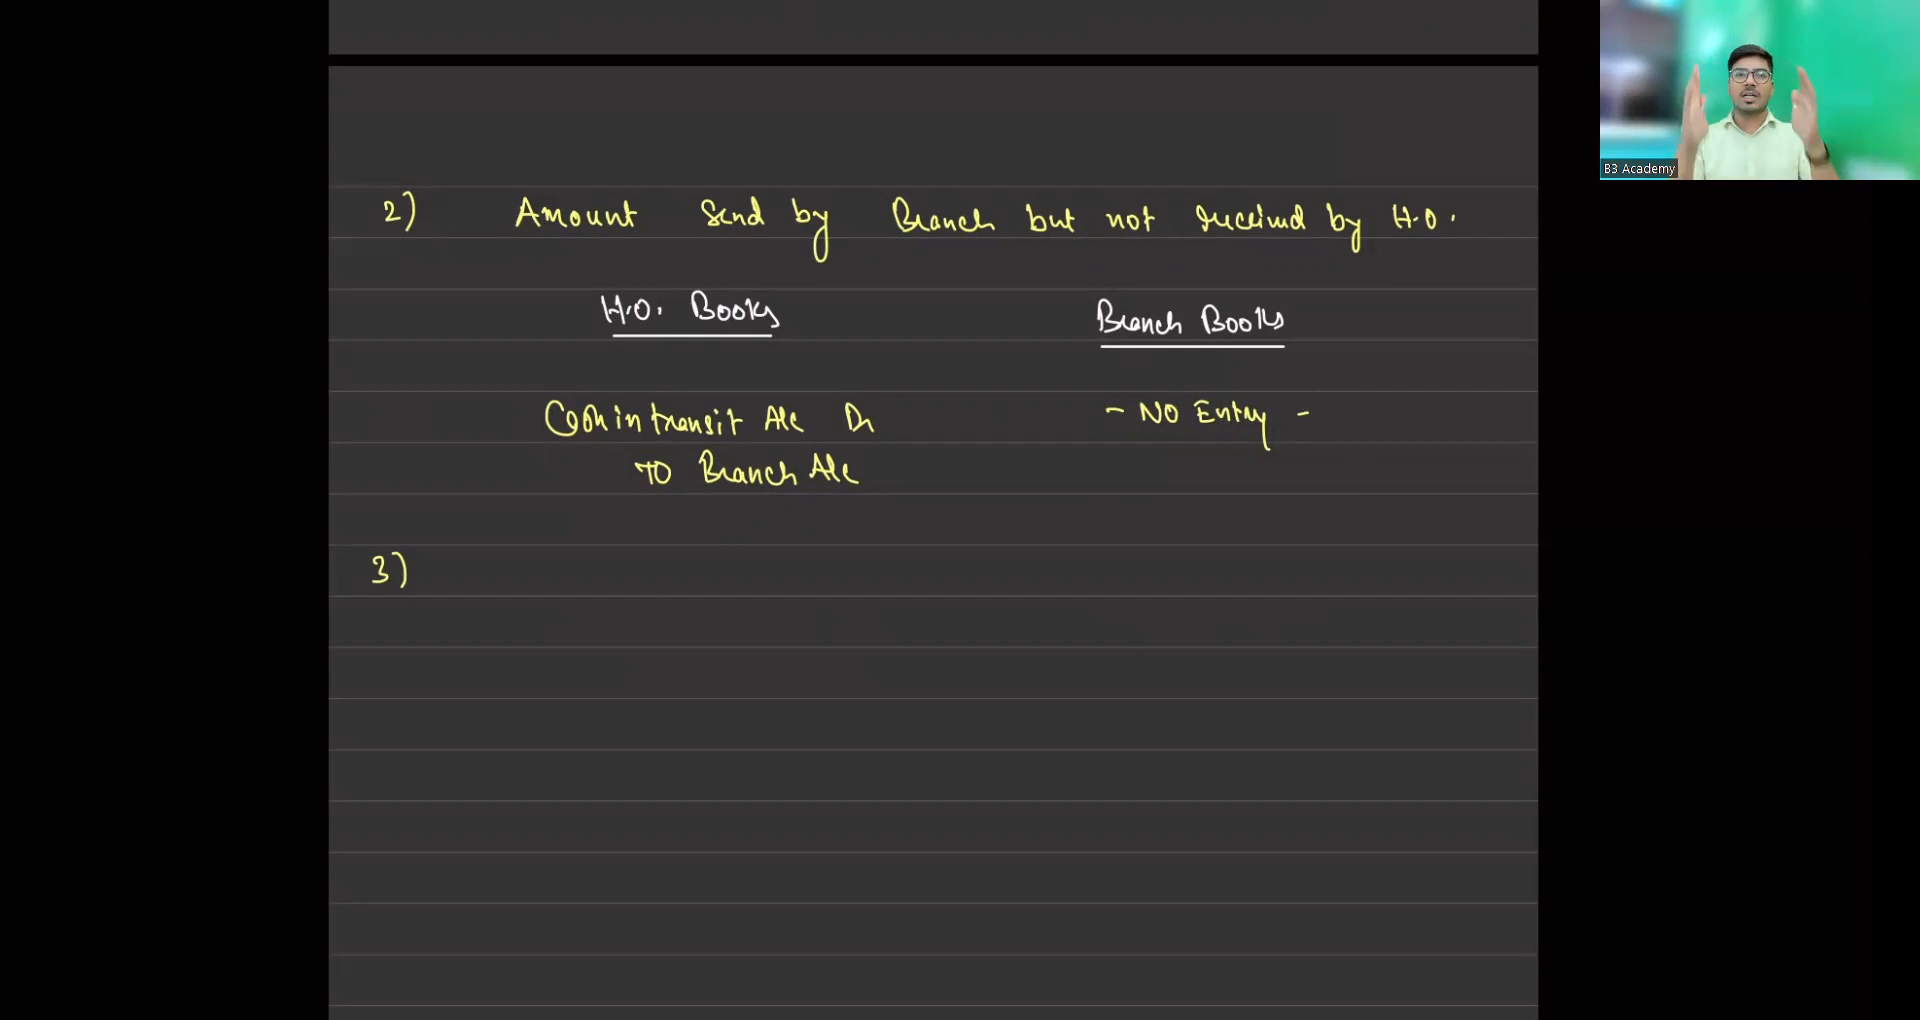 B3 Academy
2) Amount Send by Branch but not received by H.O.
H.O. Books Branch Books
Cash in transit A/c Dr - NO Entry -
TO Branch A/c
3)